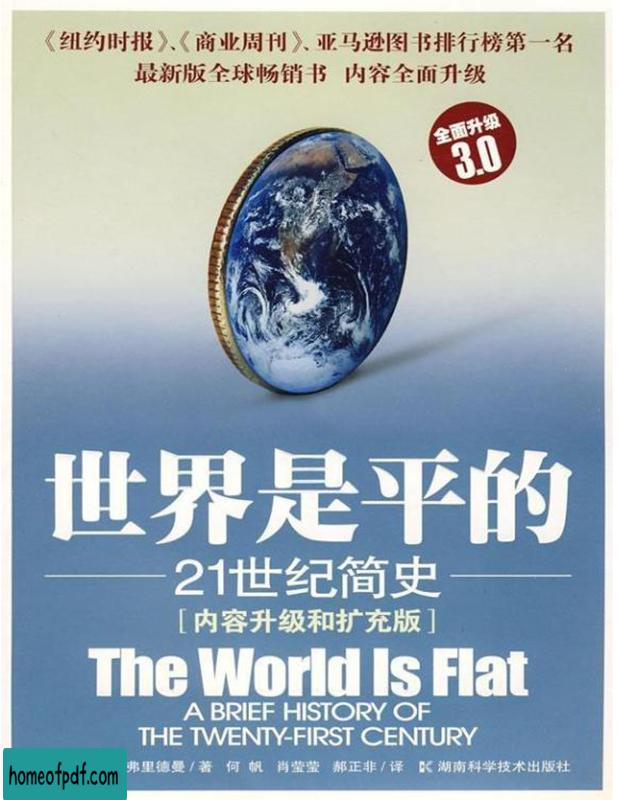 《纽约时报》、《商业周刊》、亚马逊图书排行榜第一名
最新版全球畅销书 内容全面升级
全面升级
3.0
世界是平的
21世纪简史
[内容升级和扩充版]
The World Is Flat
A BRIEF HISTORY OF
THE TWENTY-FIRST CENTURY
弗里德曼/著 何 帆 肖莹莹 郝正非/译 湖南科学技术出版社
homeofpdf.com